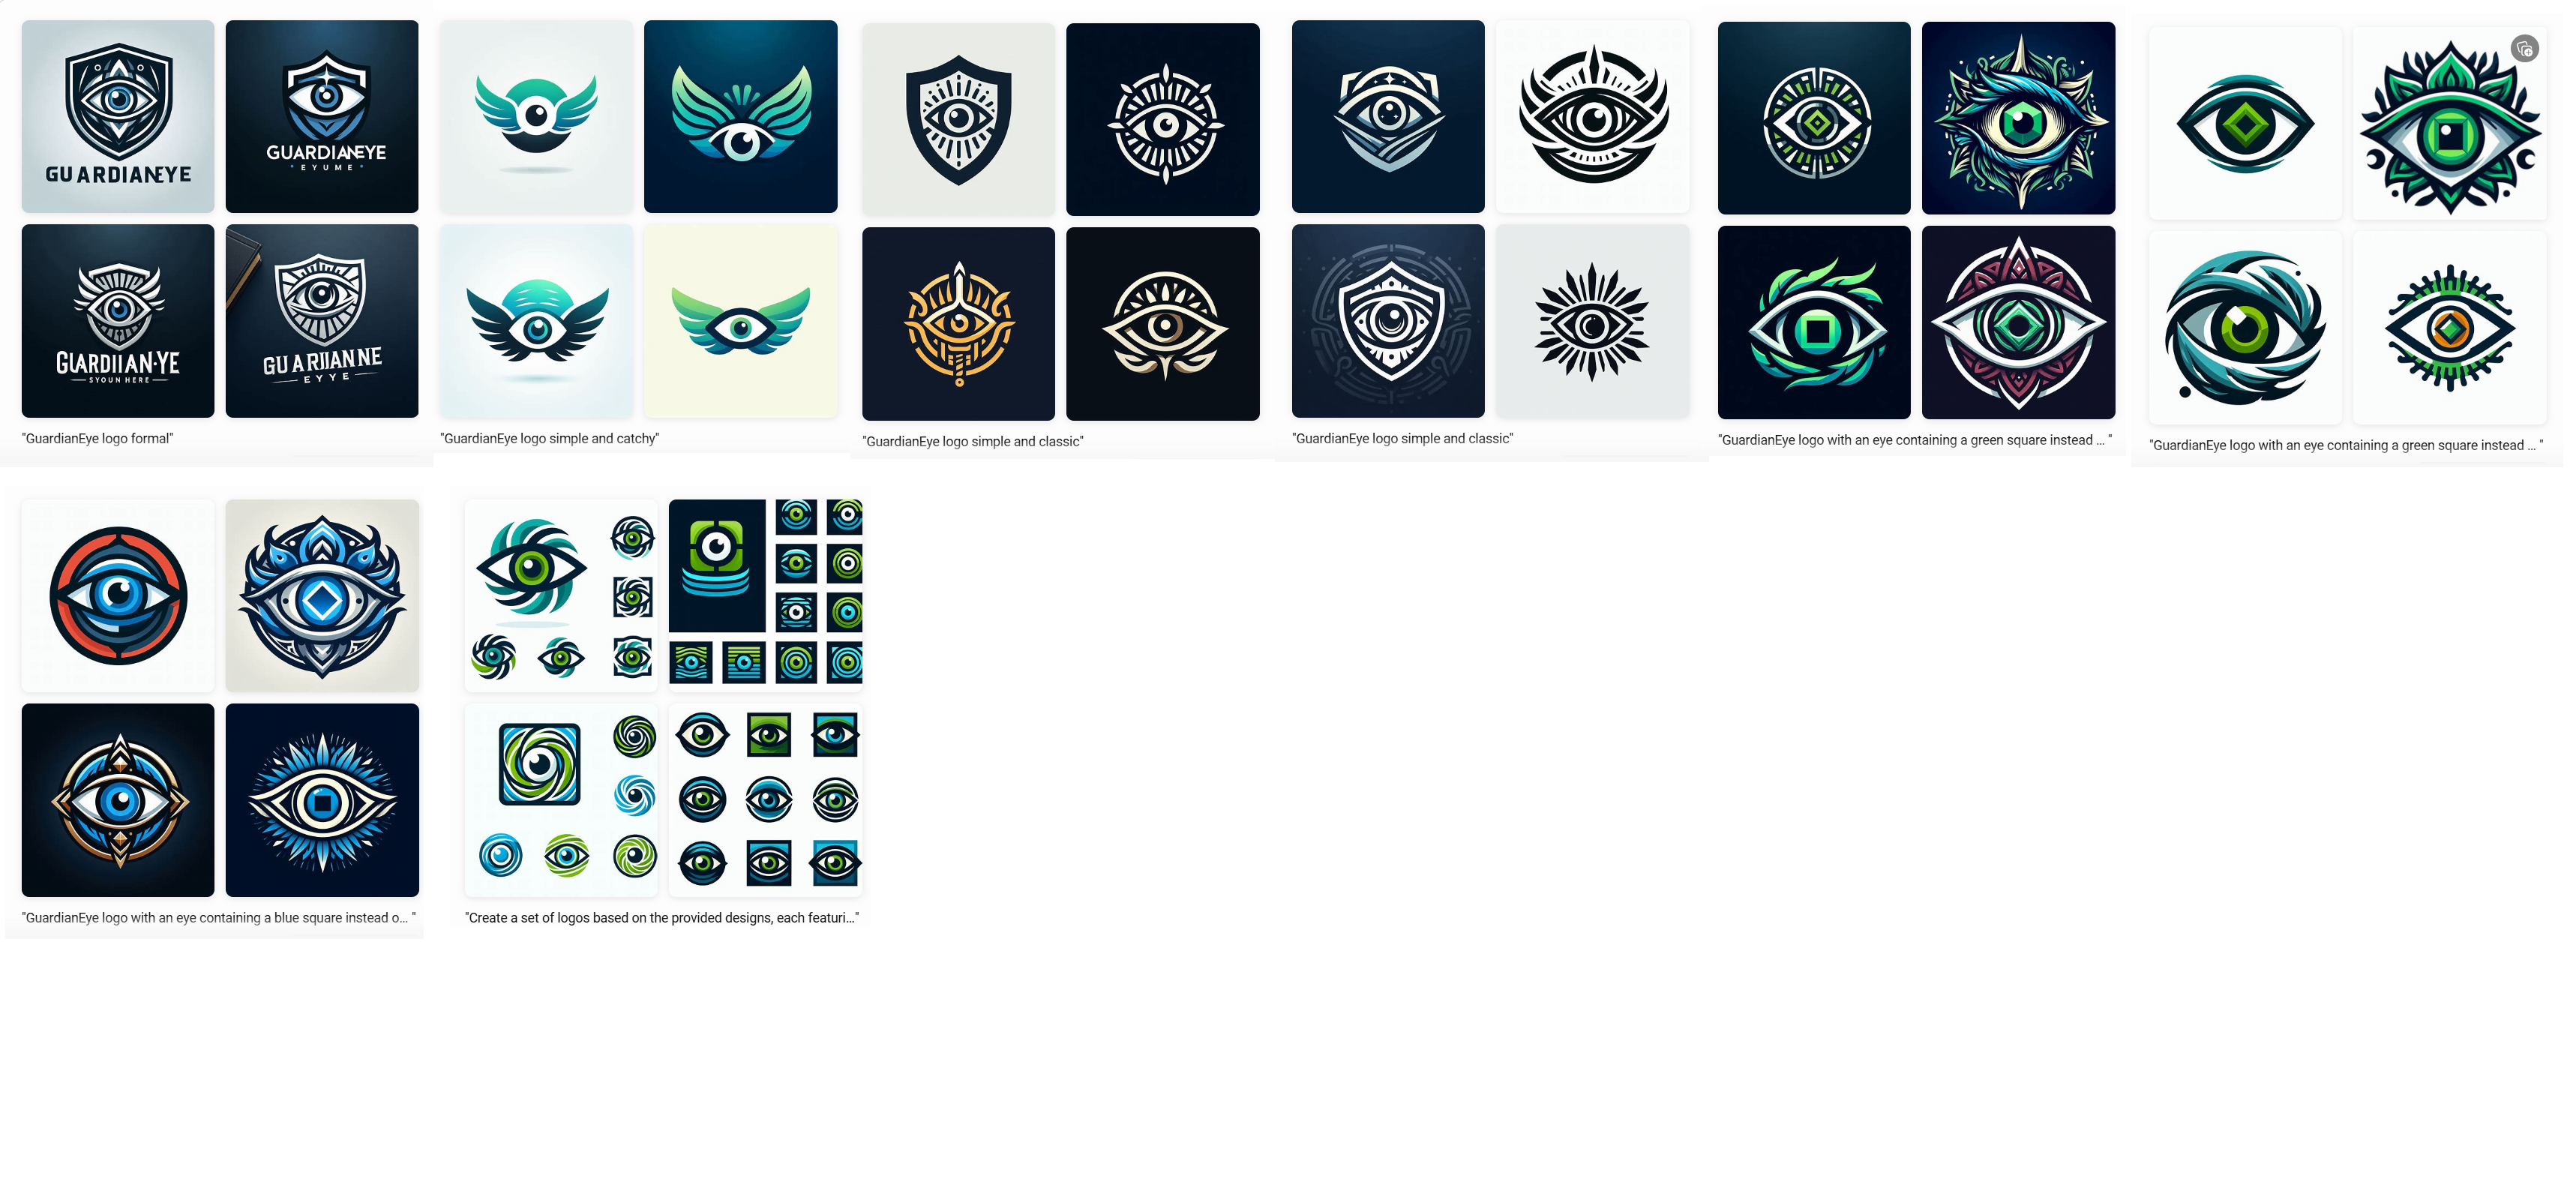 GUARDIANEYE
GUARDIANEYE
EYUME
GLARDIIAN·YE
SYOUN HERE
GUARIIANNE
EYYE
"GuardianEye logo formal"
"GuardianEye logo simple and catchy"
"GuardianEye logo simple and classic"
"GuardianEye logo simple and classic"
"GuardianEye logo with an eye containing a green square instead ... "
"GuardianEye logo with an eye containing a green square instead ... "
"GuardianEye logo with an eye containing a blue square instead o... "
"Create a set of logos based on the provided designs, each featuri..."